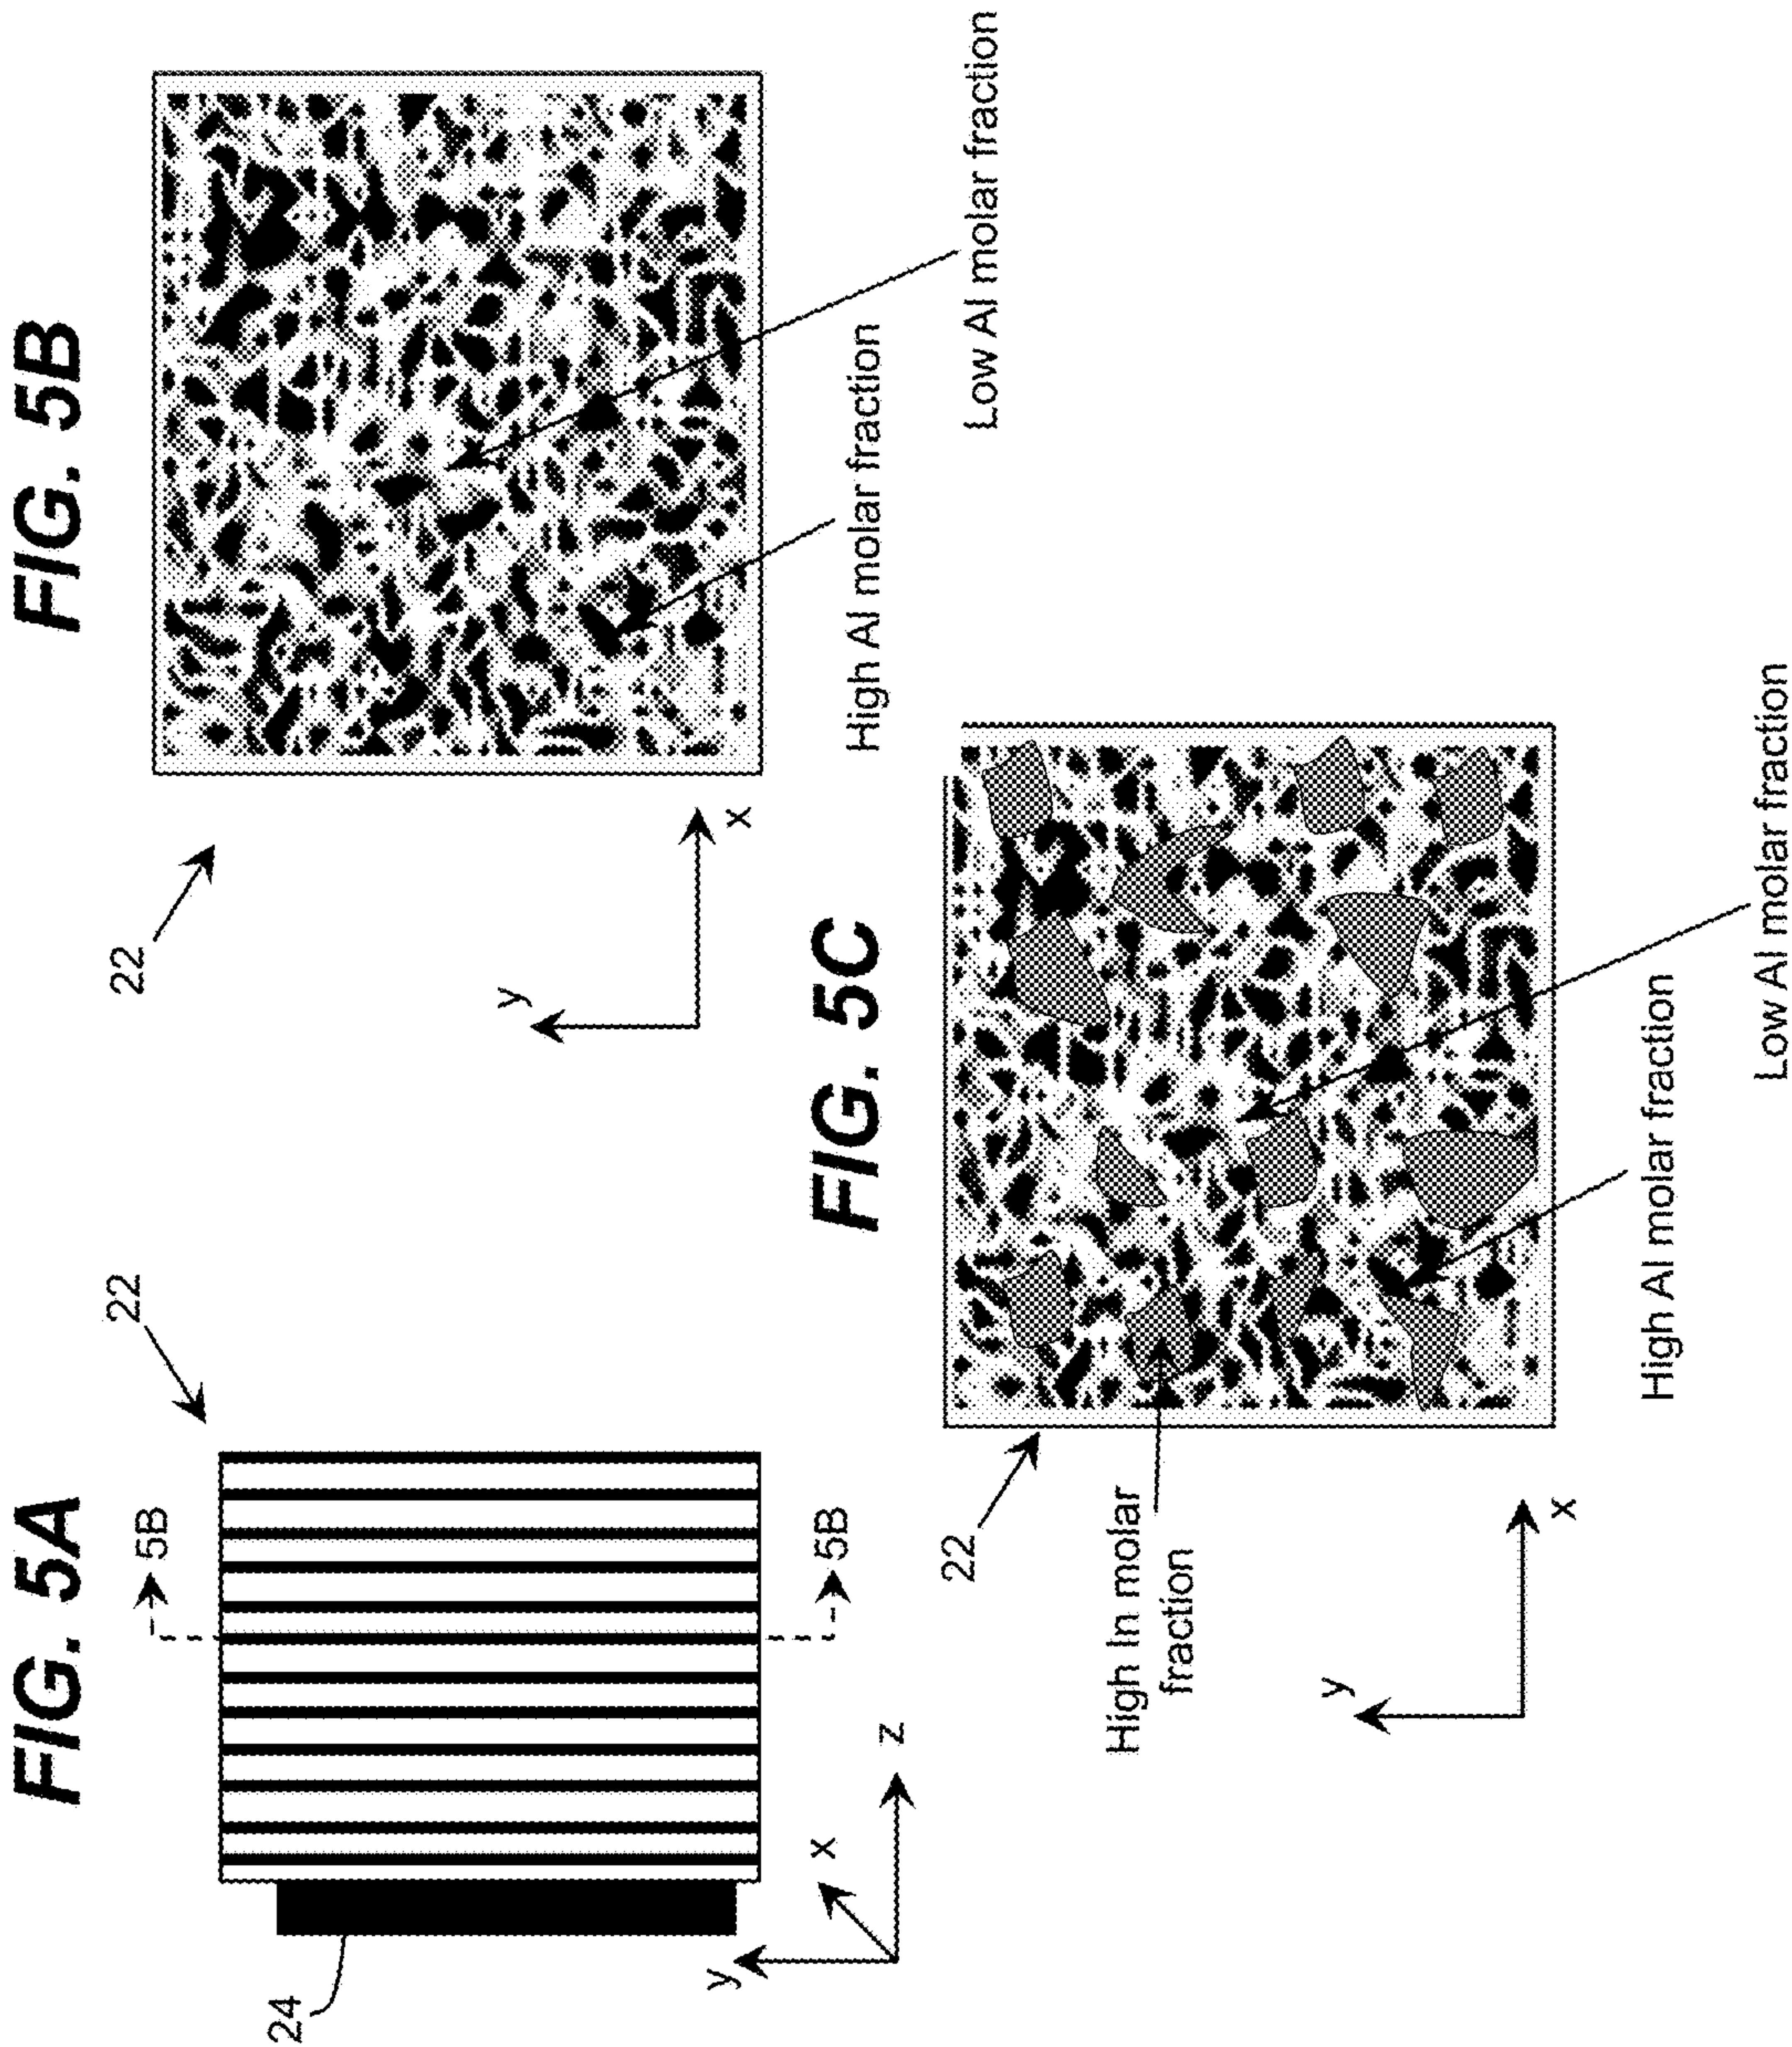 FIG. 5A
22
5B
5B
24
y
x
z
FIG. 5B
22
y
x
High Al molar fraction
Low Al molar fraction
FIG. 5C
22
High In molar
fraction
y
x
High Al molar fraction
Low Al molar fraction